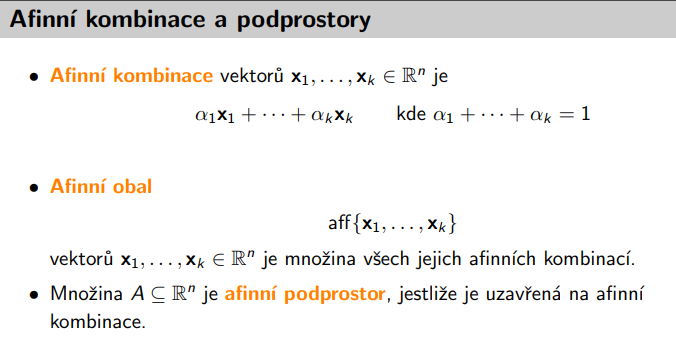 Afinní kombinace a podprostory
• Afinní kombinace vektorů x₁, . . . , xₖ ∈ ℝⁿ je
α₁x₁ + · · · + αₖxₖ kde α₁ + · · · + αₖ = 1
• Afinní obal
aff{x₁, . . . , xₖ}
vektorů x₁, . . . , xₖ ∈ ℝⁿ je množina všech jejich afinních kombinací.
• Množina A ⊆ ℝⁿ je afinní podprostor, jestliže je uzavřená na afinní
kombinace.